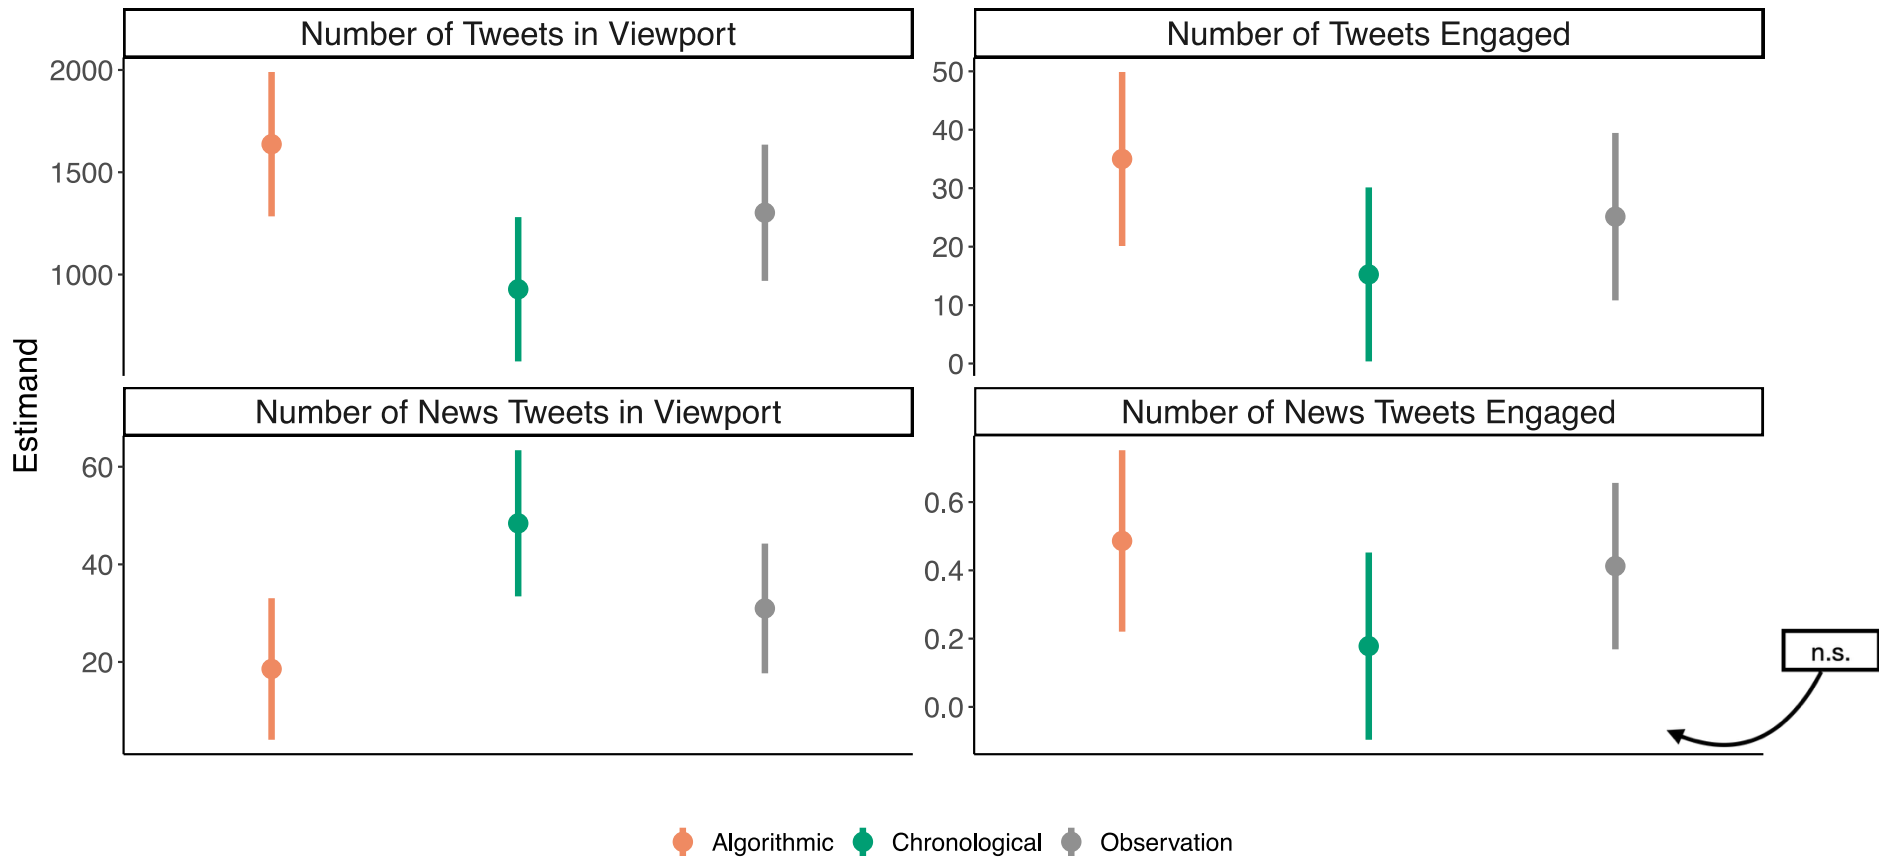 Number of Tweets in Viewport
Number of Tweets Engaged
2000
1500
1000
50
40
30
20
10
0
Estimand
Number of News Tweets in Viewport
Number of News Tweets Engaged
60
40
20
0.6
0.4
0.2
0.0
n.s.
Algorithmic Chronological Observation